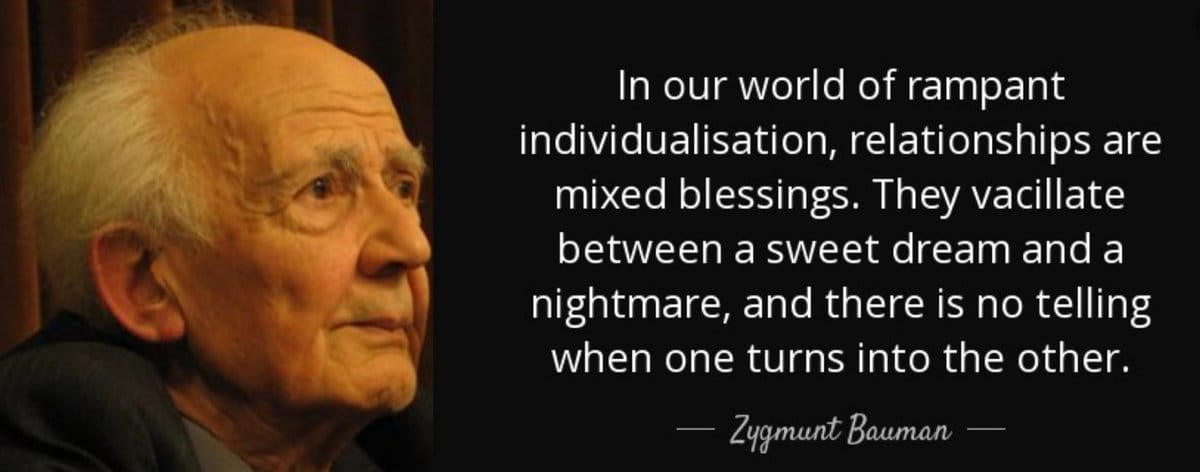 In our world of rampant
individualisation, relationships are
mixed blessings. They vacillate
between a sweet dream and a
nightmare, and there is no telling
when one turns into the other.
Zygmunt Bauman